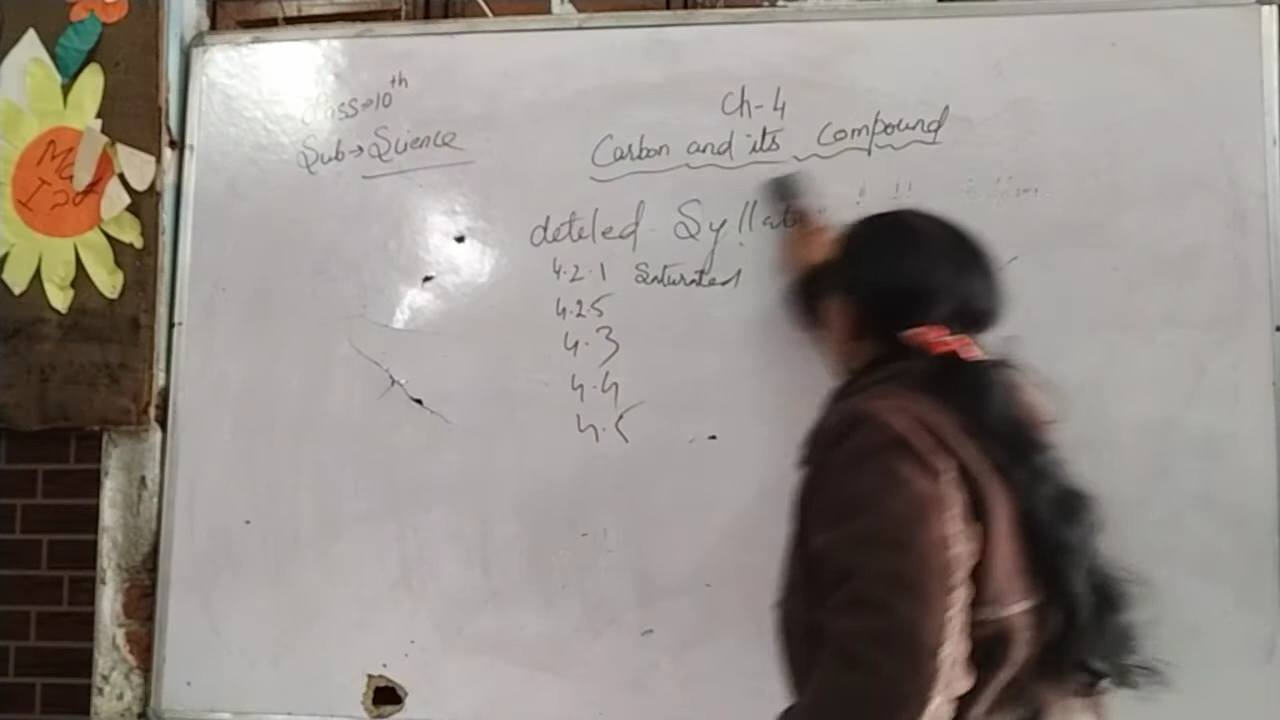 Class→10th
Sub→Science
Ch-4
Carbon and its Compound
deteled Syllab
4.2.1 Saturated
4.2.5
4.3
4.4
4.5